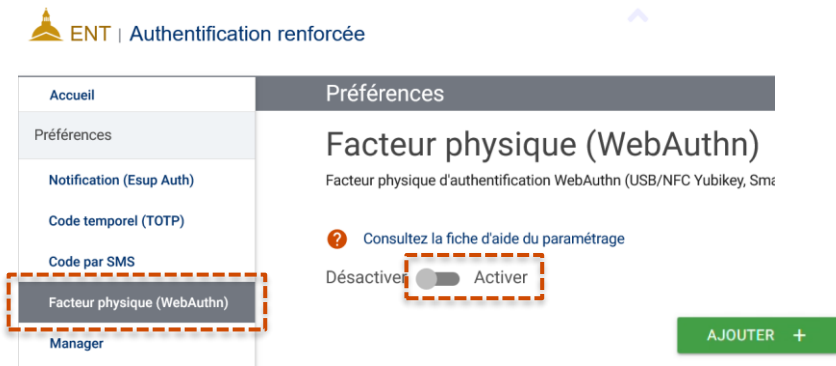 ENT | Authentification renforcée
Accueil
Préférences
Notification (Esup Auth)
Code temporel (TOTP)
Code par SMS
Facteur physique (WebAuthn)
Manager
Préférences
Facteur physique (WebAuthn)
Facteur physique d'authentification WebAuthn (USB/NFC Yubikey, Sma
? Consultez la fiche d'aide du paramétrage
Désactiver Activer
AJOUTER +